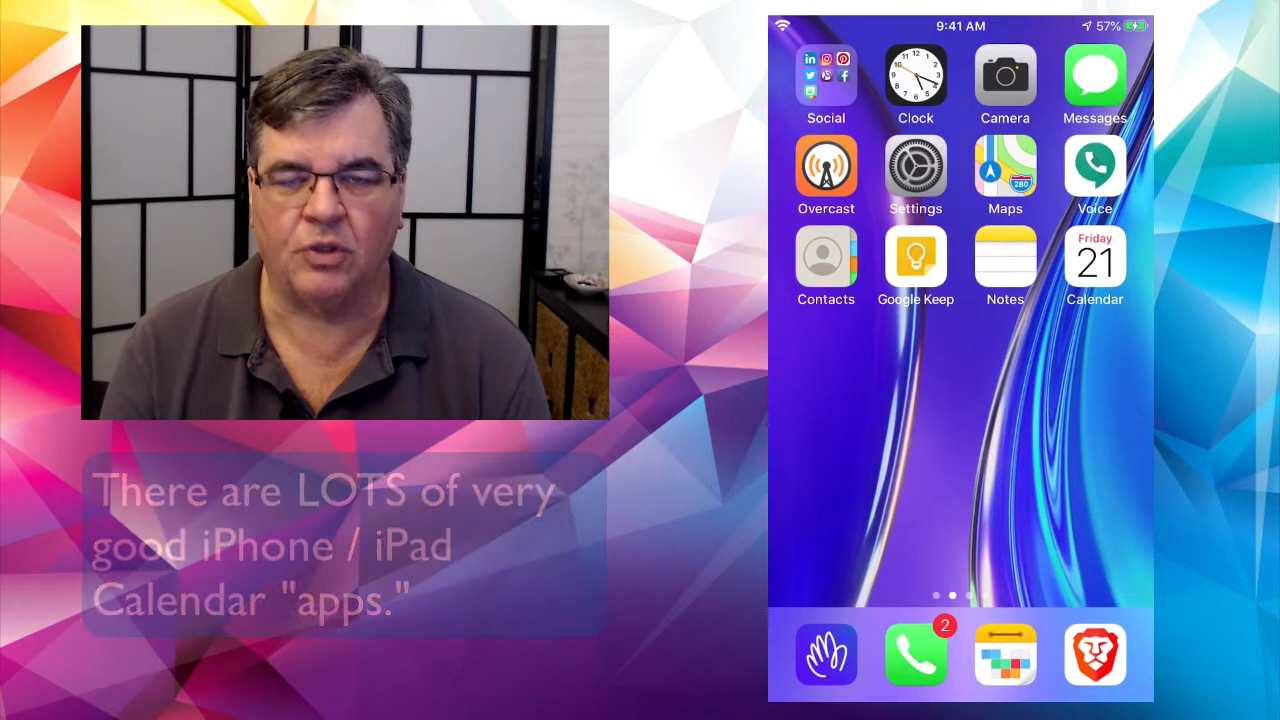 9:41 AM
57%
Social
Clock
Camera
Messages
280
Overcast
Settings
Maps
Voice
Friday
21
Contacts
Google Keep
Notes
Calendar
There are LOTS of very
good iPhone / iPad
Calendar "apps."
2